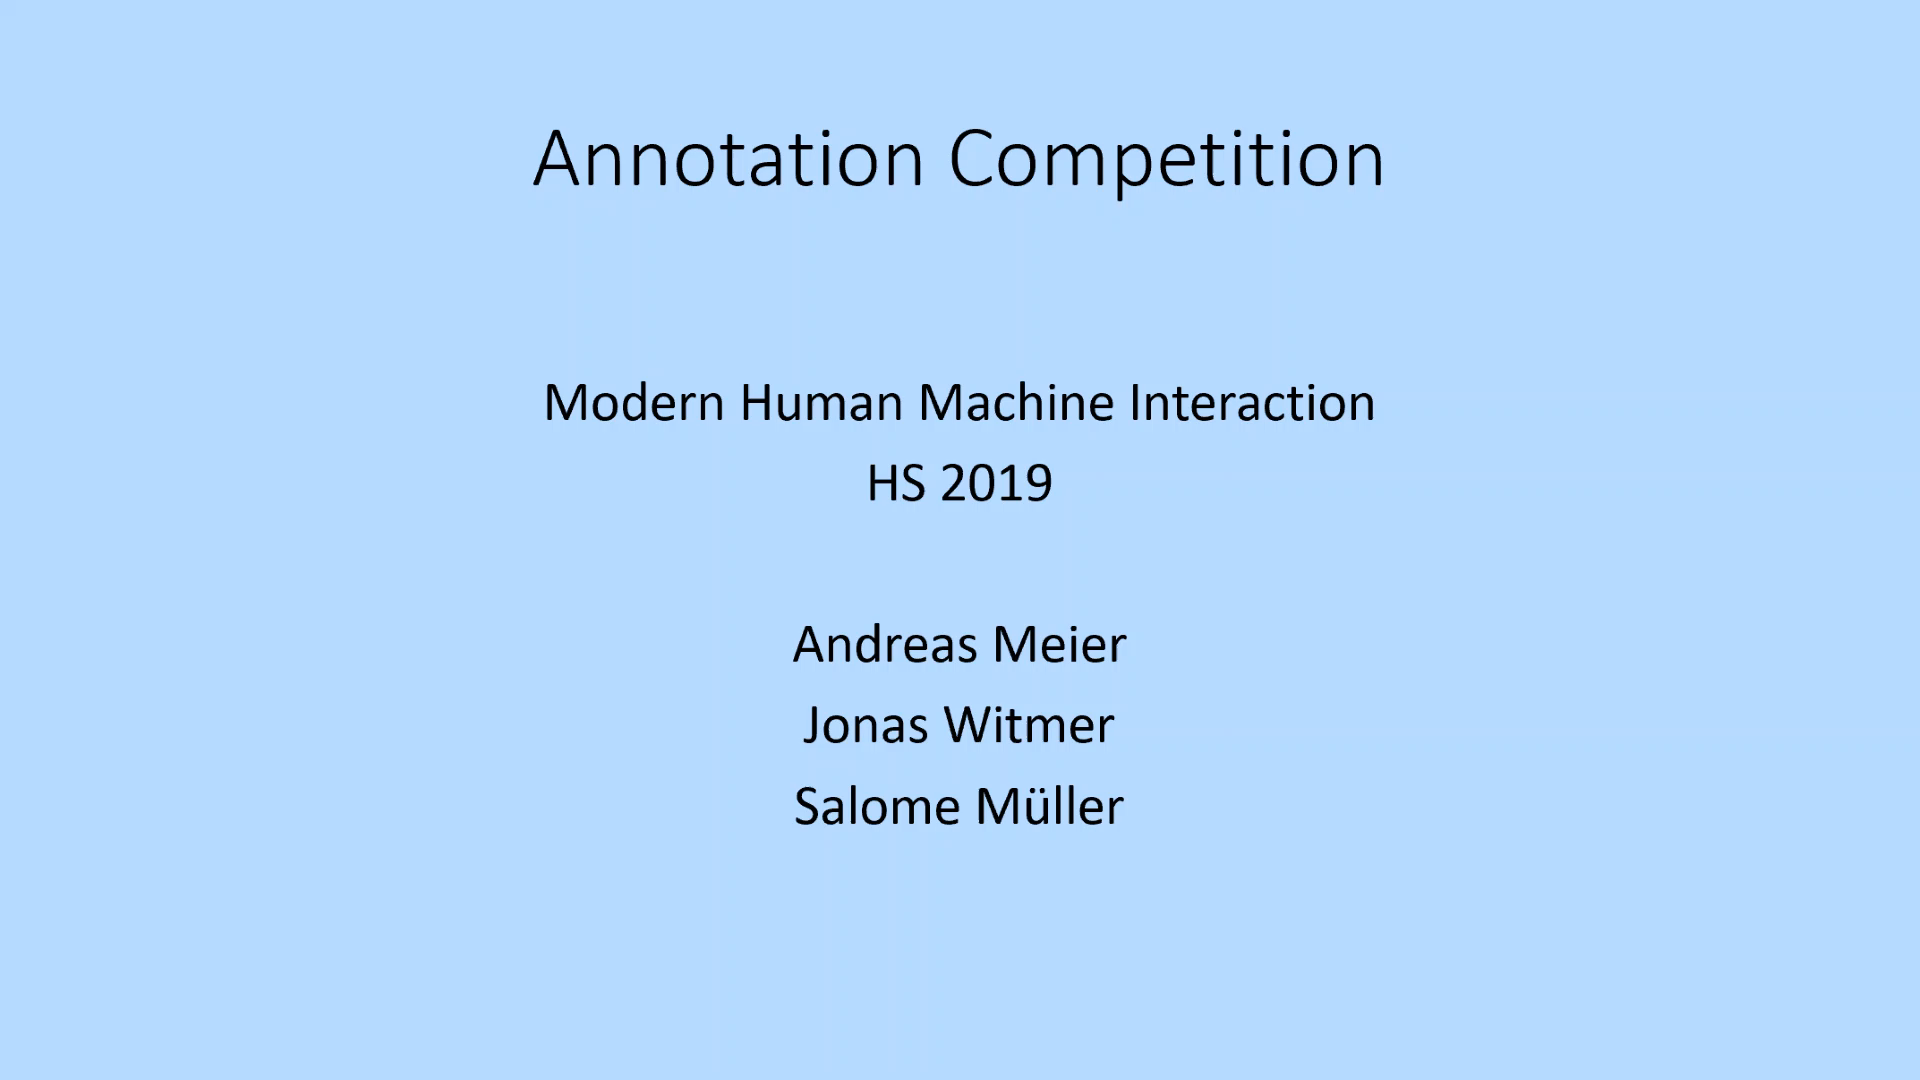 Annotation Competition
Modern Human Machine Interaction
HS 2019
Andreas Meier
Jonas Witmer
Salome Müller